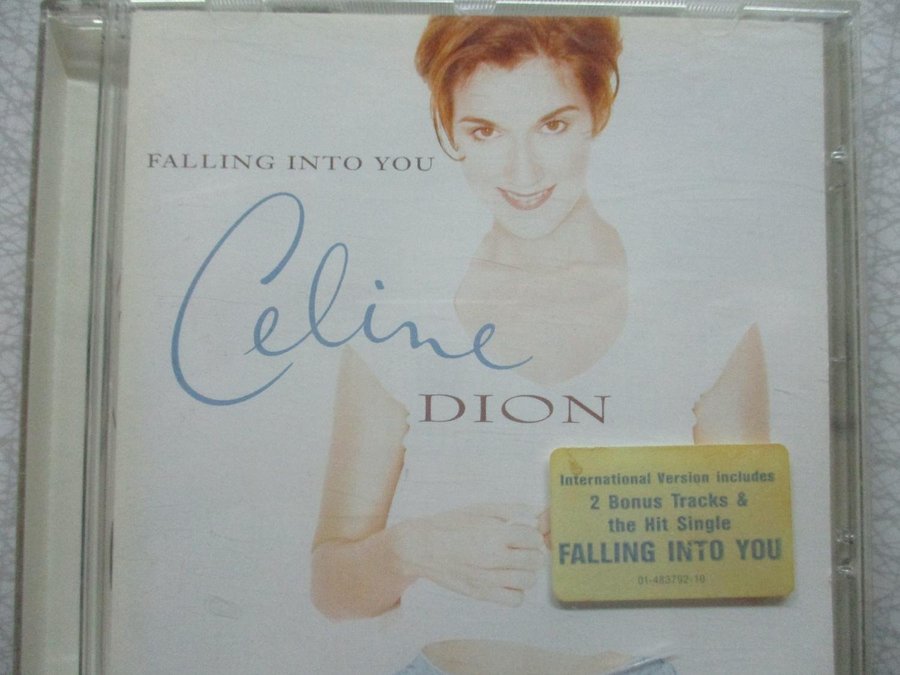 FALLING INTO YOU
Celine
DION
International Version includes
2 Bonus Tracks &
the Hit Single
FALLING INTO YOU
01-483792-10